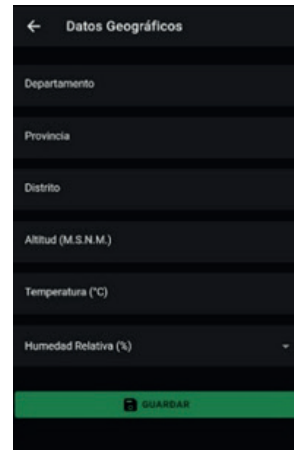 Datos Geográficos
Departamento
Provincia
Distrito
Altitud (M.S.N.M.)
Temperatura (°C)
Humedad Relativa (%)
GUARDAR